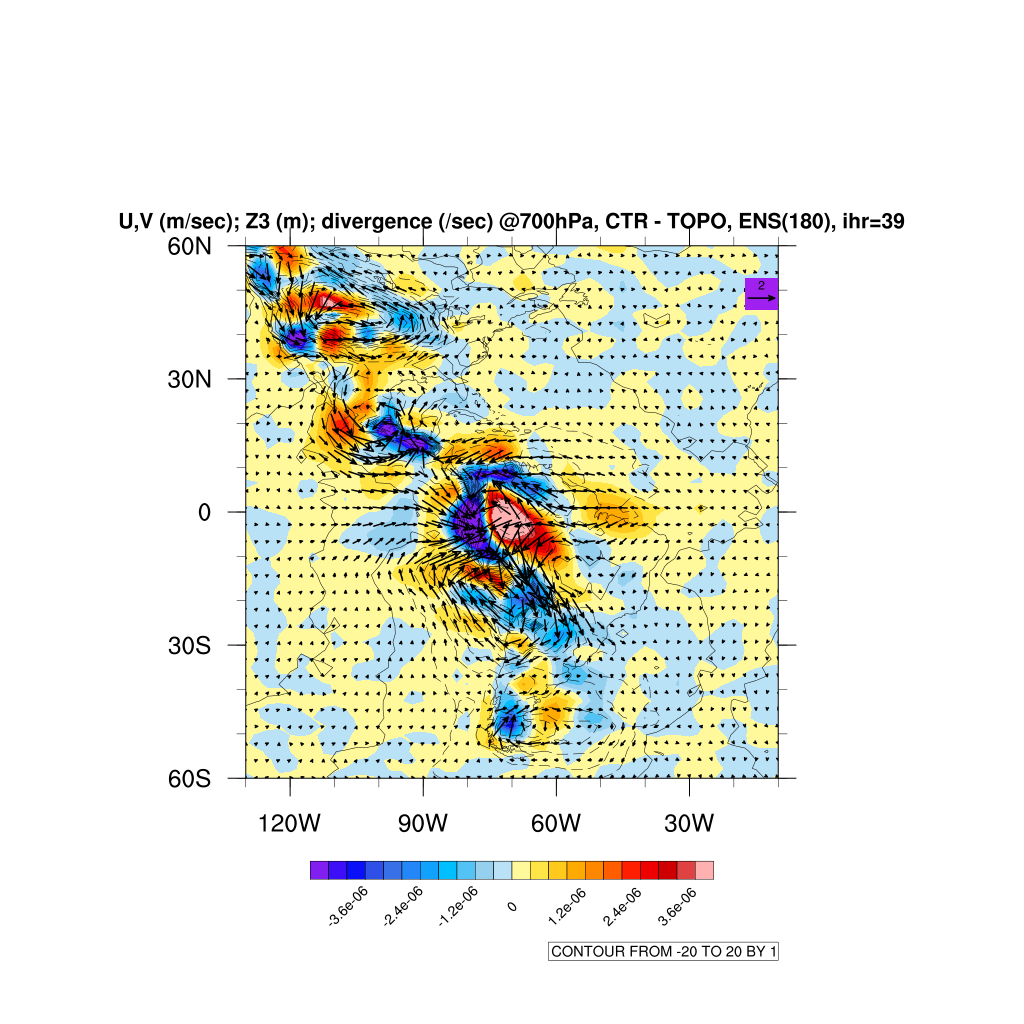 U,V (m/sec); Z3 (m); divergence (/sec) @700hPa, CTR - TOPO, ENS(180), ihr=39
60N
2
30N
0
30S
60S
120W 90W 60W 30W
-3.6e-06 -2.4e-06 -1.2e-06 0 1.2e-06 2.4e-06 3.6e-06
CONTOUR FROM -20 TO 20 BY 1